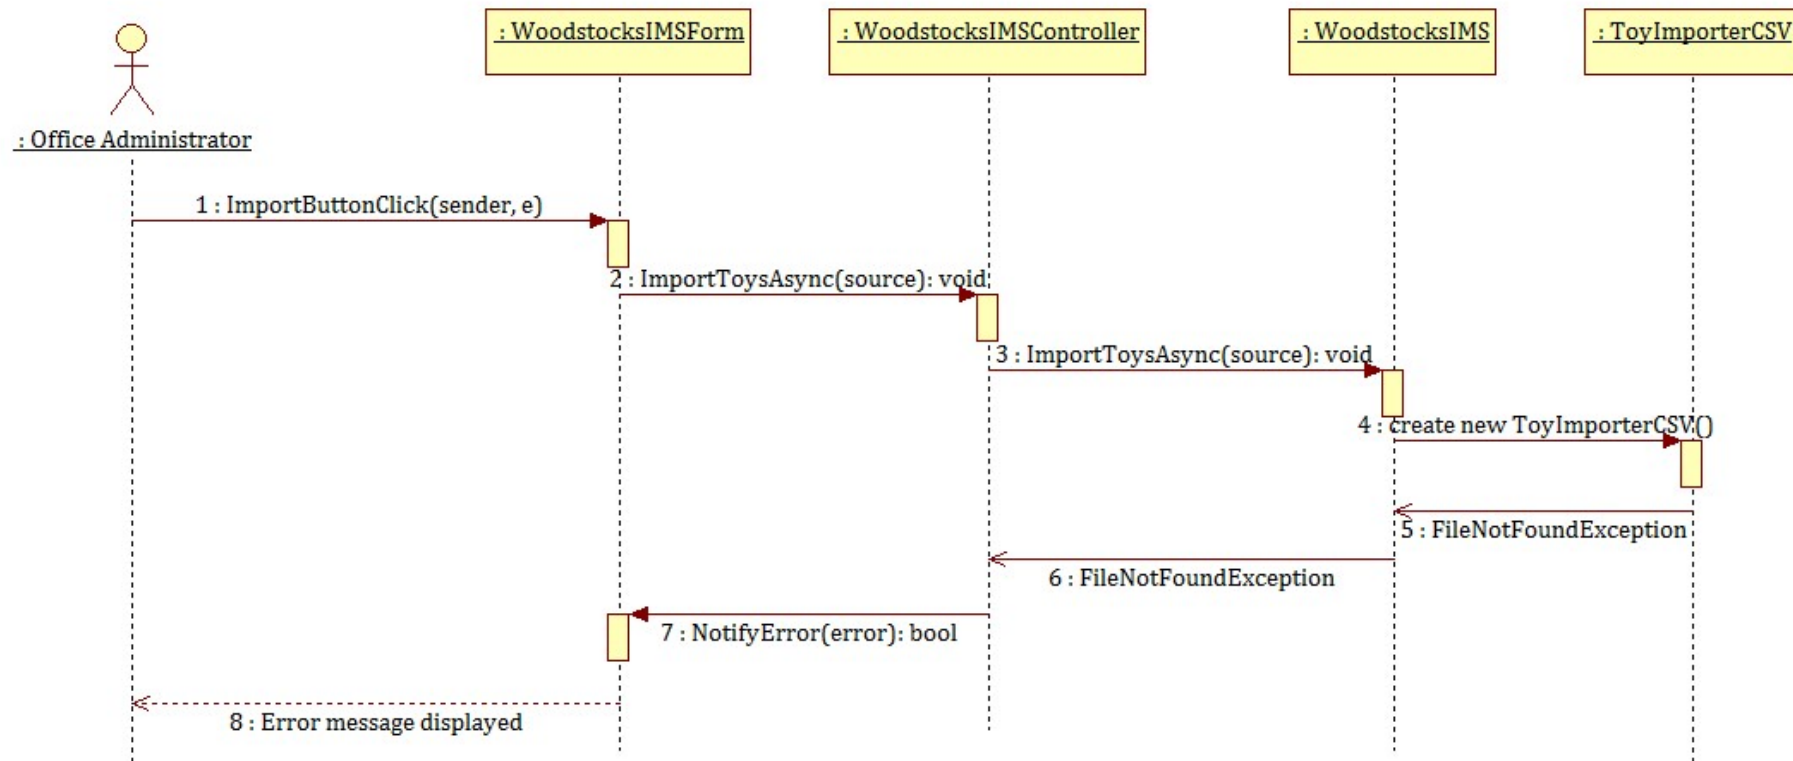 : WoodstocksIMSForm
: WoodstocksIMSController
: WoodstocksIMS
: ToyImporterCSV
: Office Administrator
1 : ImportButtonClick(sender, e)
2 : ImportToysAsync(source): void
3 : ImportToysAsync(source): void
4 : create new ToyImporterCSV()
5 : FileNotFoundException
6 : FileNotFoundException
7 : NotifyError(error): bool
8 : Error message displayed